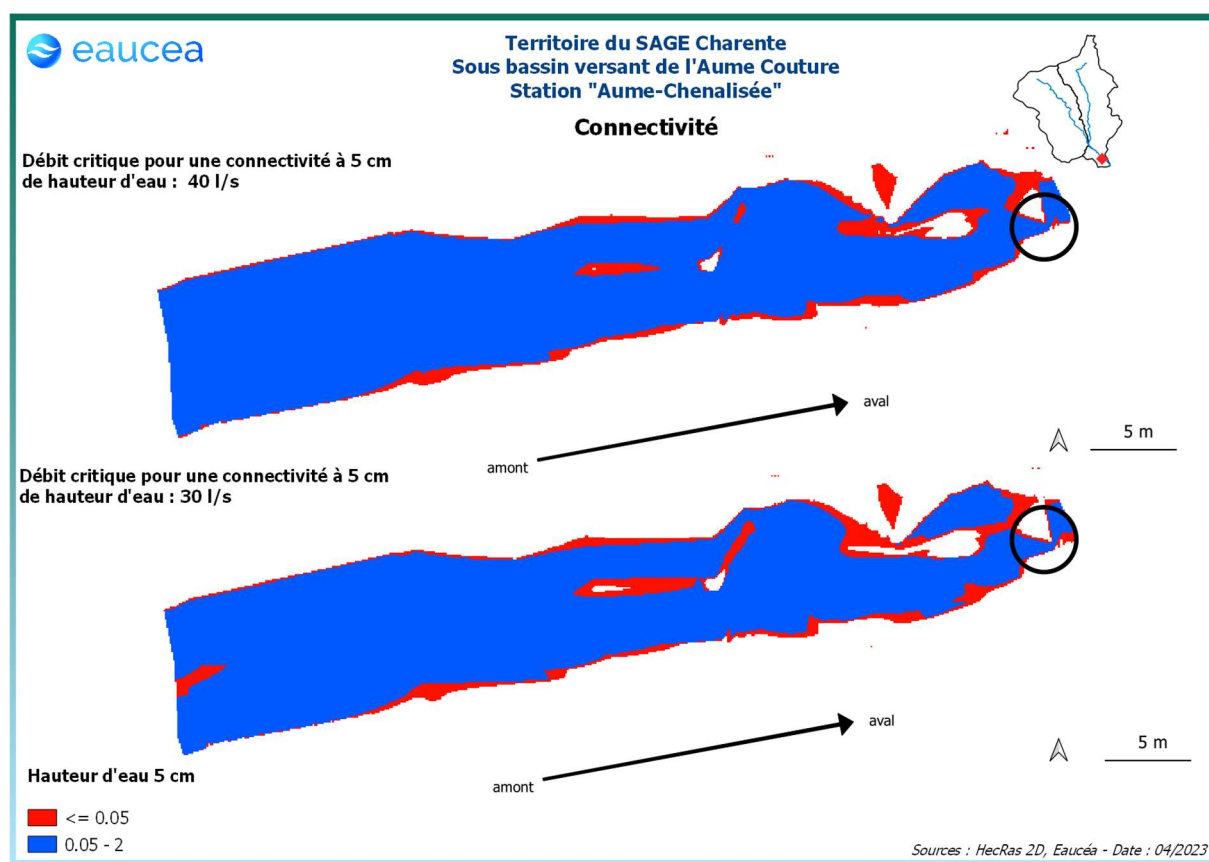 eaucea
Territoire du SAGE Charente
Sous bassin versant de l'Aume Couture
Station "Aume-Chenalisée"
Connectivité
Débit critique pour une connectivité à 5 cm
de hauteur d'eau : 40 l/s
aval
amont
5 m
Débit critique pour une connectivité à 5 cm
de hauteur d'eau : 30 l/s
aval
amont
5 m
Hauteur d'eau 5 cm
<= 0.05
0.05 - 2
Sources : HecRas 2D, Eaucéa - Date : 04/2023